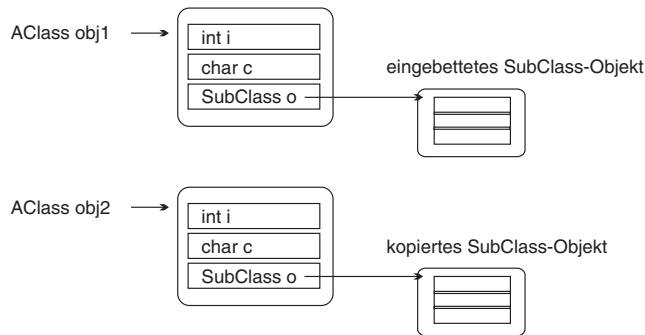 AClass obj1
int i
char c
SubClass o
eingebettetes SubClass-Objekt
AClass obj2
int i
char c
SubClass o
kopiertes SubClass-Objekt